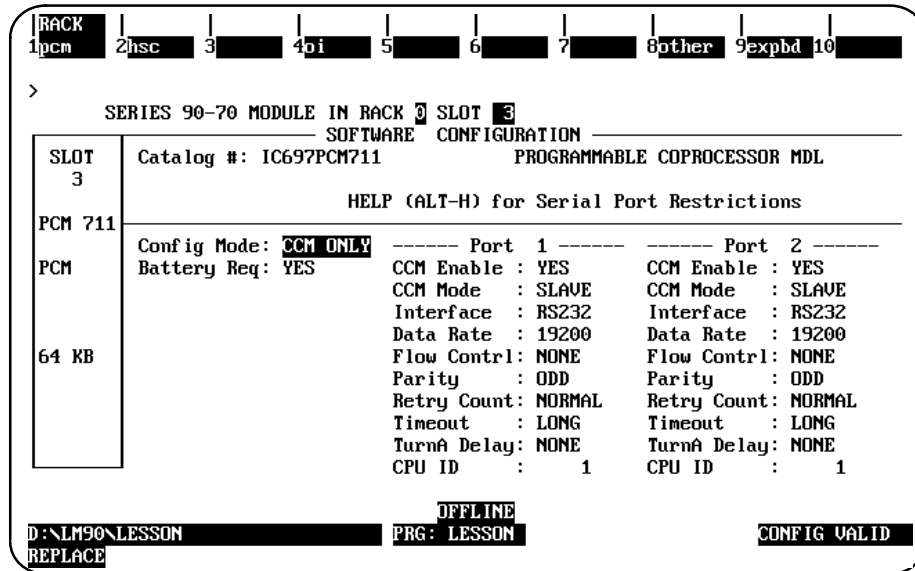 RACK
1pcm 2hsc 3 4oi 5 6 7 8other 9expbd 10
>
SERIES 90-70 MODULE IN RACK 0 SLOT 3
SOFTWARE CONFIGURATION
SLOT Catalog #: IC697PCM711 PROGRAMMABLE COPROCESSOR MDL
3
HELP (ALT-H) for Serial Port Restrictions
PCM 711
Config Mode: CCM ONLY ------ Port 1 ------ ------ Port 2 ------
PCM Battery Req: YES CCM Enable : YES CCM Enable : YES
CCM Mode : SLAVE CCM Mode : SLAVE
Interface : RS232 Interface : RS232
Data Rate : 19200 Data Rate : 19200
64 KB Flow Contrl: NONE Flow Contrl: NONE
Parity : ODD Parity : ODD
Retry Count: NORMAL Retry Count: NORMAL
Timeout : LONG Timeout : LONG
TurnA Delay: NONE TurnA Delay: NONE
CPU ID : 1 CPU ID : 1
OFFLINE
D:\LM90\LESSON PRG: LESSON CONFIG VALID
REPLACE